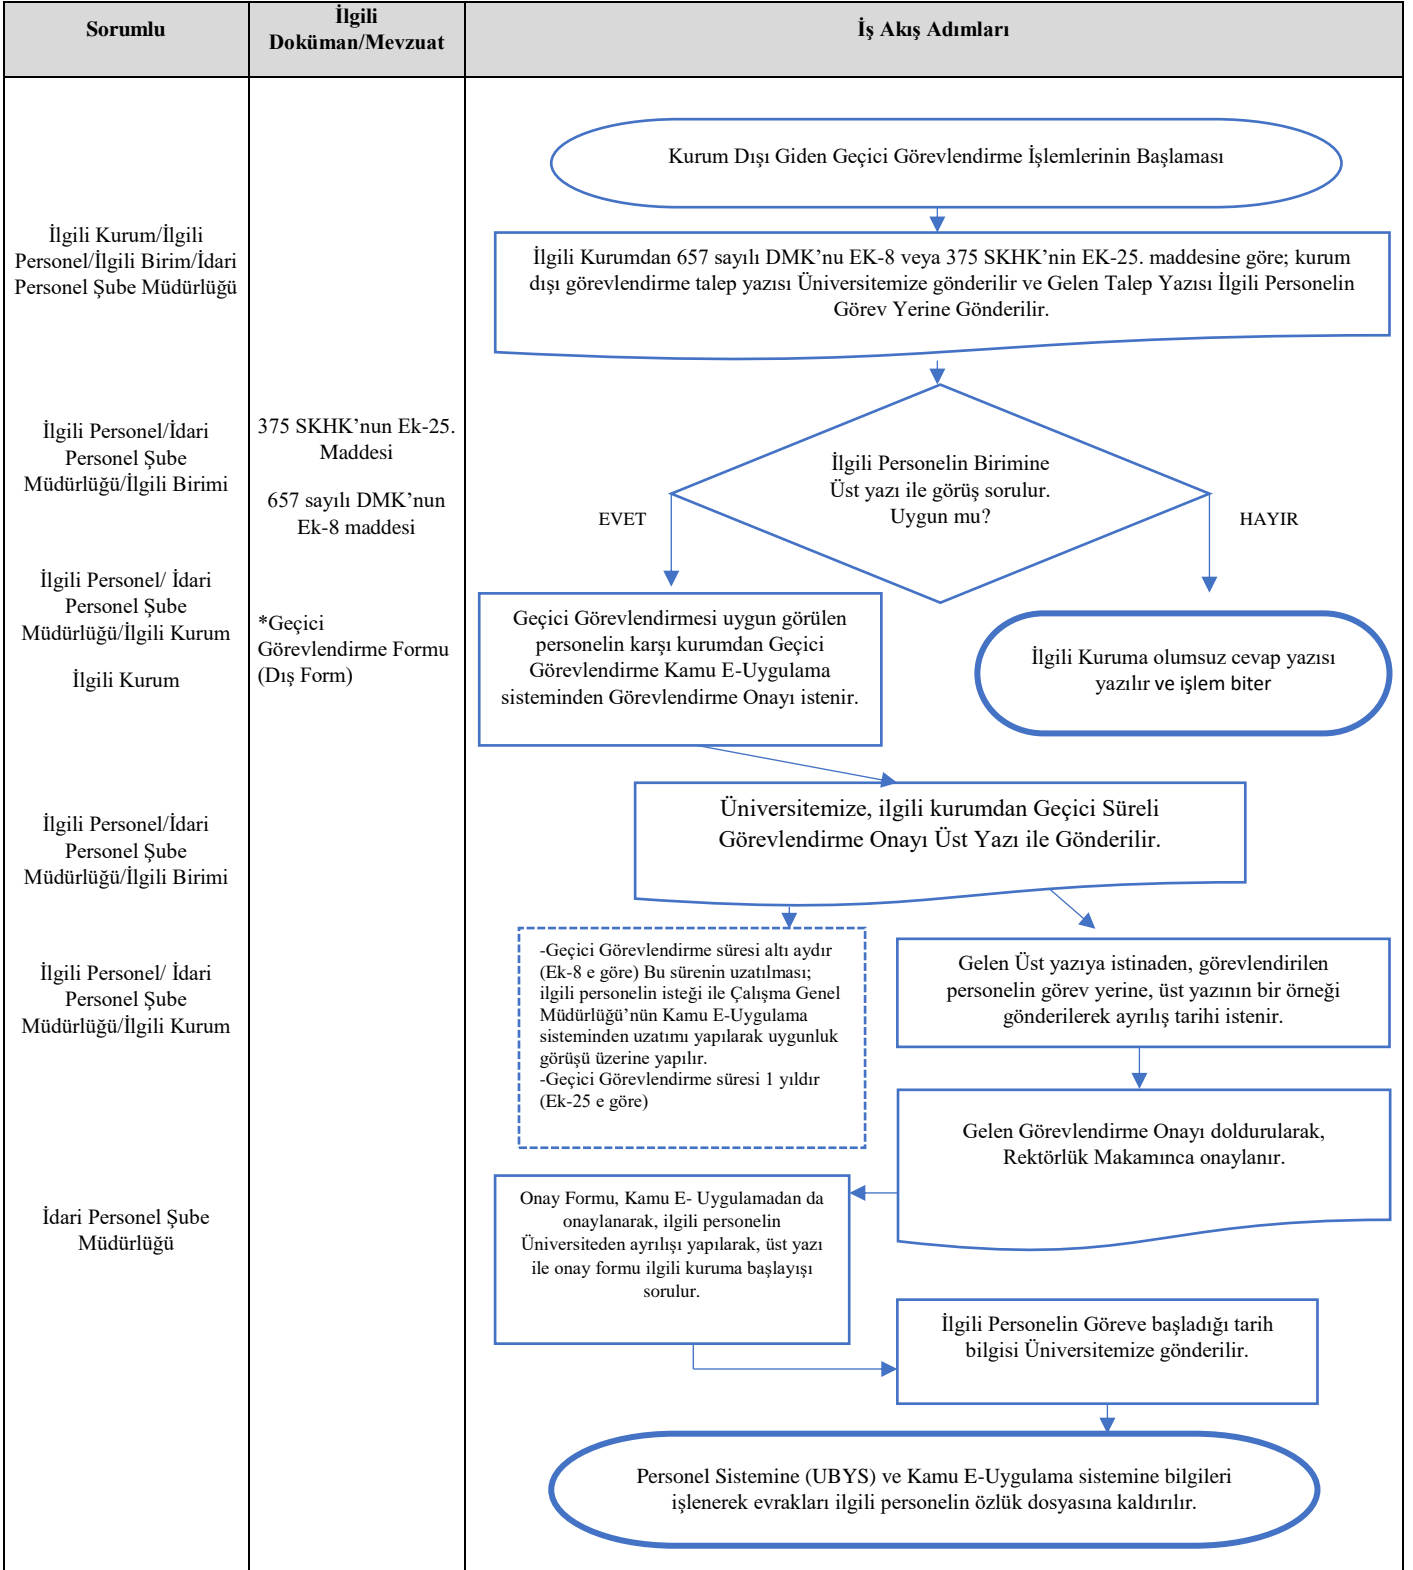 Sorumlu
İlgili
Doküman/Mevzuat
İş Akış Adımları
Kurum Dışı Giden Geçici Görevlendirme İşlemlerinin Başlaması
İlgili Kurum/İlgili
Personel/İlgili Birim/İdari
Personel Şube Müdürlüğü
İlgili Kurumdan 657 sayılı DMK’nu EK-8 veya 375 SKHK’nin EK-25. maddesine göre; kurum
dışı görevlendirme talep yazısı Üniversitemize gönderilir ve Gelen Talep Yazısı İlgili Personelin
Görev Yerine Gönderilir.
İlgili Personel/İdari
Personel Şube
Müdürlüğü/İlgili Birimi
375 SKHK’nun Ek-25.
Maddesi
657 sayılı DMK’nun
Ek-8 maddesi
İlgili Personelin Birimine
Üst yazı ile görüş sorulur.
Uygun mu?
EVET
HAYIR
İlgili Personel/ İdari
Personel Şube
Müdürlüğü/İlgili Kurum
İlgili Kurum
*Geçici
Görevlendirme Formu
(Dış Form)
Geçici Görevlendirmesi uygun görülen
personelin karşı kurumdan Geçici
Görevlendirme Kamu E-Uygulama
sisteminden Görevlendirme Onayı istenir.
İlgili Kuruma olumsuz cevap yazısı
yazılır ve işlem biter
İlgili Personel/İdari
Personel Şube
Müdürlüğü/İlgili Birimi
Üniversitemize, ilgili kurumdan Geçici Süreli
Görevlendirme Onayı Üst Yazı ile Gönderilir.
İlgili Personel/ İdari
Personel Şube
Müdürlüğü/İlgili Kurum
-Geçici Görevlendirme süresi altı aydır
(Ek-8 e göre) Bu sürenin uzatılması;
ilgili personelin isteği ile Çalışma Genel
Müdürlüğü’nün Kamu E-Uygulama
sisteminden uzatımı yapılarak uygunluk
görüşü üzerine yapılır.
-Geçici Görevlendirme süresi 1 yıldır
(Ek-25 e göre)
Gelen Üst yazıya istinaden, görevlendirilen
personelin görev yerine, üst yazının bir örneği
gönderilerek ayrılış tarihi istenir.
Gelen Görevlendirme Onayı doldurularak,
Rektörlük Makamınca onaylanır.
İdari Personel Şube
Müdürlüğü
Onay Formu, Kamu E- Uygulamadan da
onaylanarak, ilgili personelin
Üniversiteden ayrılışı yapılarak, üst yazı
ile onay formu ilgili kuruma başlayışı
sorulur.
İlgili Personelin Göreve başladığı tarih
bilgisi Üniversitemize gönderilir.
Personel Sistemine (UBYS) ve Kamu E-Uygulama sistemine bilgileri
işlenerek evrakları ilgili personelin özlük dosyasına kaldırılır.